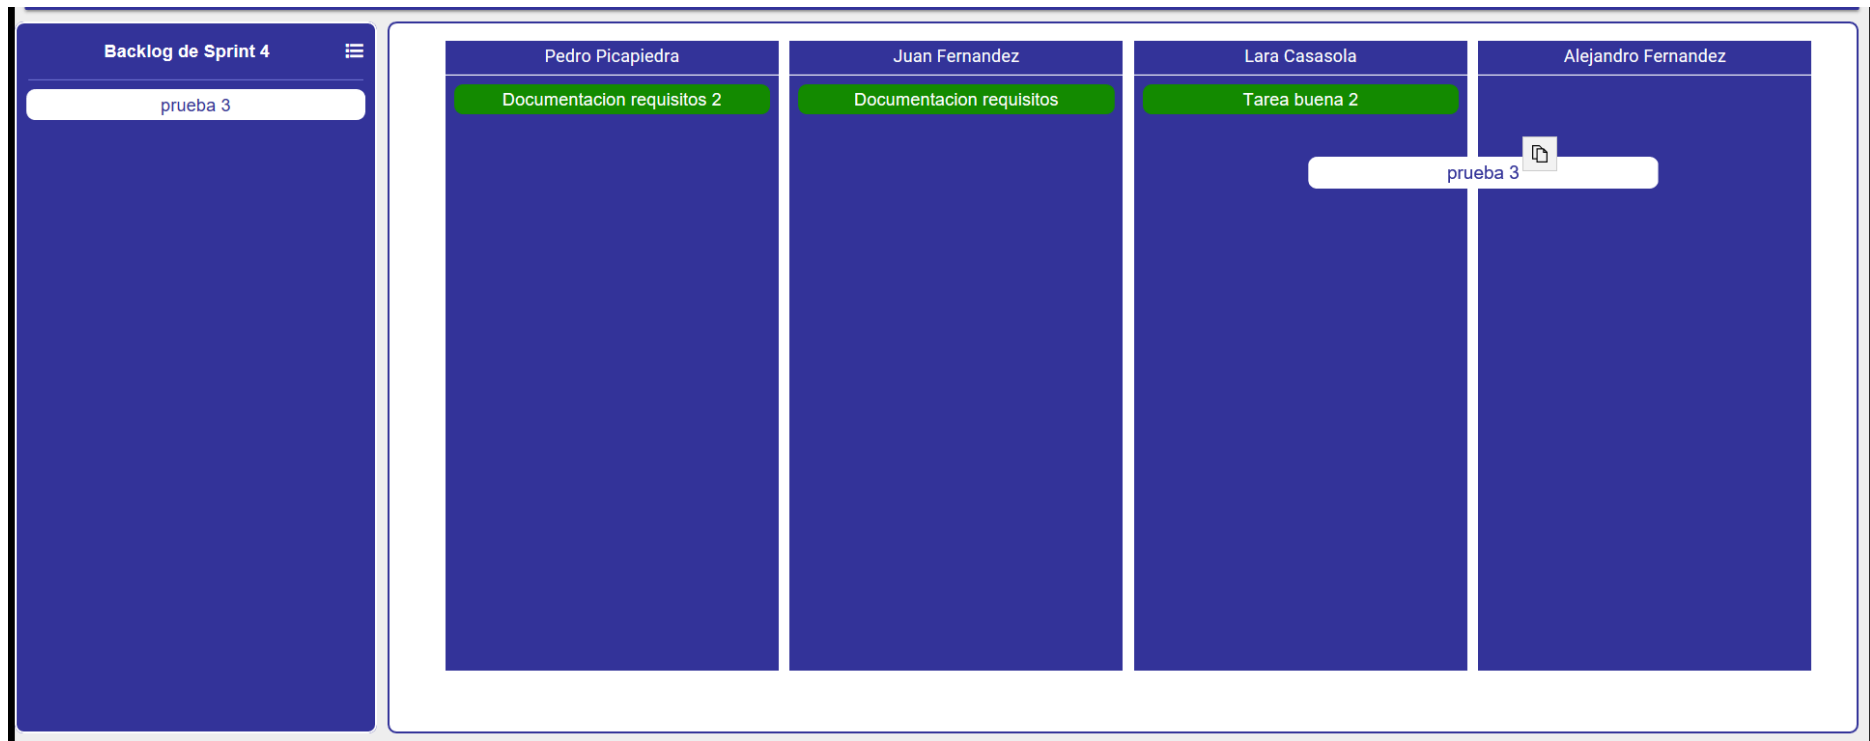 Backlog de Sprint 4
prueba 3
Pedro Picapiedra
Documentacion requisitos 2
Juan Fernandez
Documentacion requisitos
Lara Casasola
Tarea buena 2
Alejandro Fernandez
prueba 3